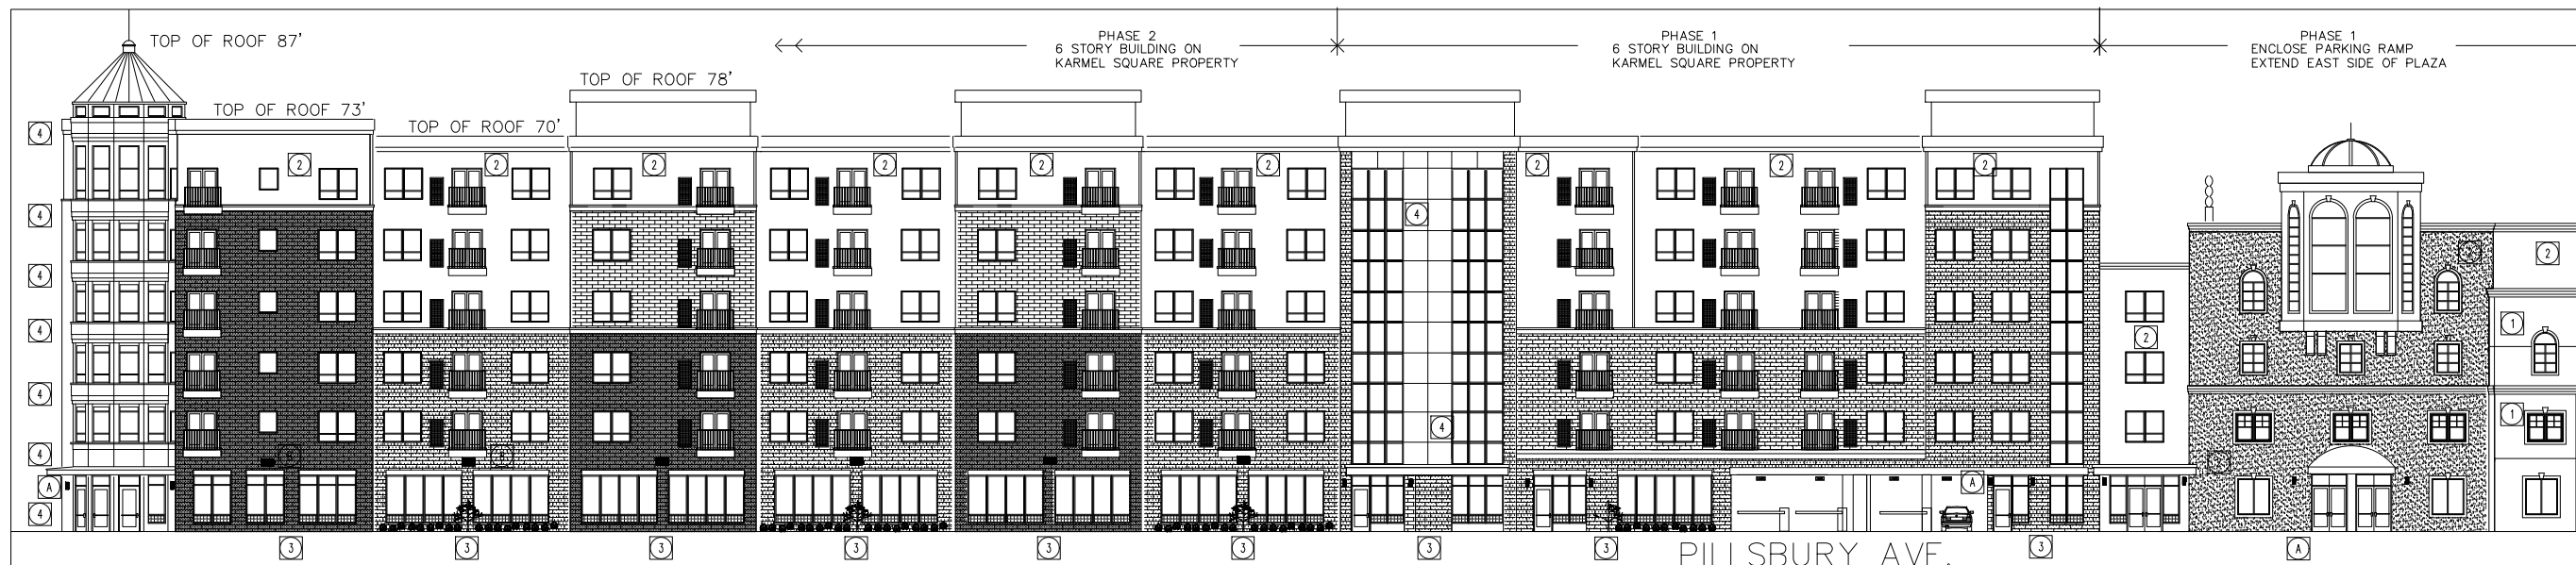 PHASE 2
6 STORY BUILDING ON
KARMEL SQUARE PROPERTY
PHASE 1
6 STORY BUILDING ON
KARMEL SQUARE PROPERTY
PHASE 1
ENCLOSE PARKING RAMP
EXTEND EAST SIDE OF PLAZA
TOP OF ROOF 87'
TOP OF ROOF 78'
TOP OF ROOF 73'
TOP OF ROOF 70'
4
2 2 2 2 2 2 2 2 2
4 4
2
4
1
4
2
4
1
4
4
A A
4
3 3 3 3 3 3 3 3 3 A
PILLSBURY AVE.